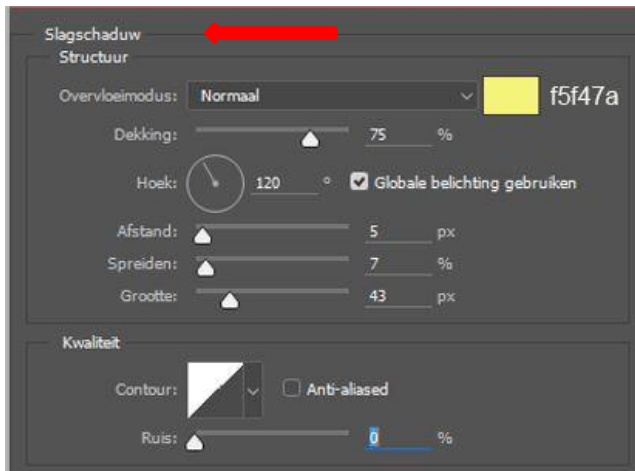 Slagschaduw
Structuur
Overvloeimodus: Normaal f5f47a
Dekking: 75 %
Hoek: 120 ° Globale belichting gebruiken
Afstand: 5 px
Spreiden: 7 %
Grootte: 43 px
Kwaliteit
Contour: Anti-aliased
Ruis: 0 %